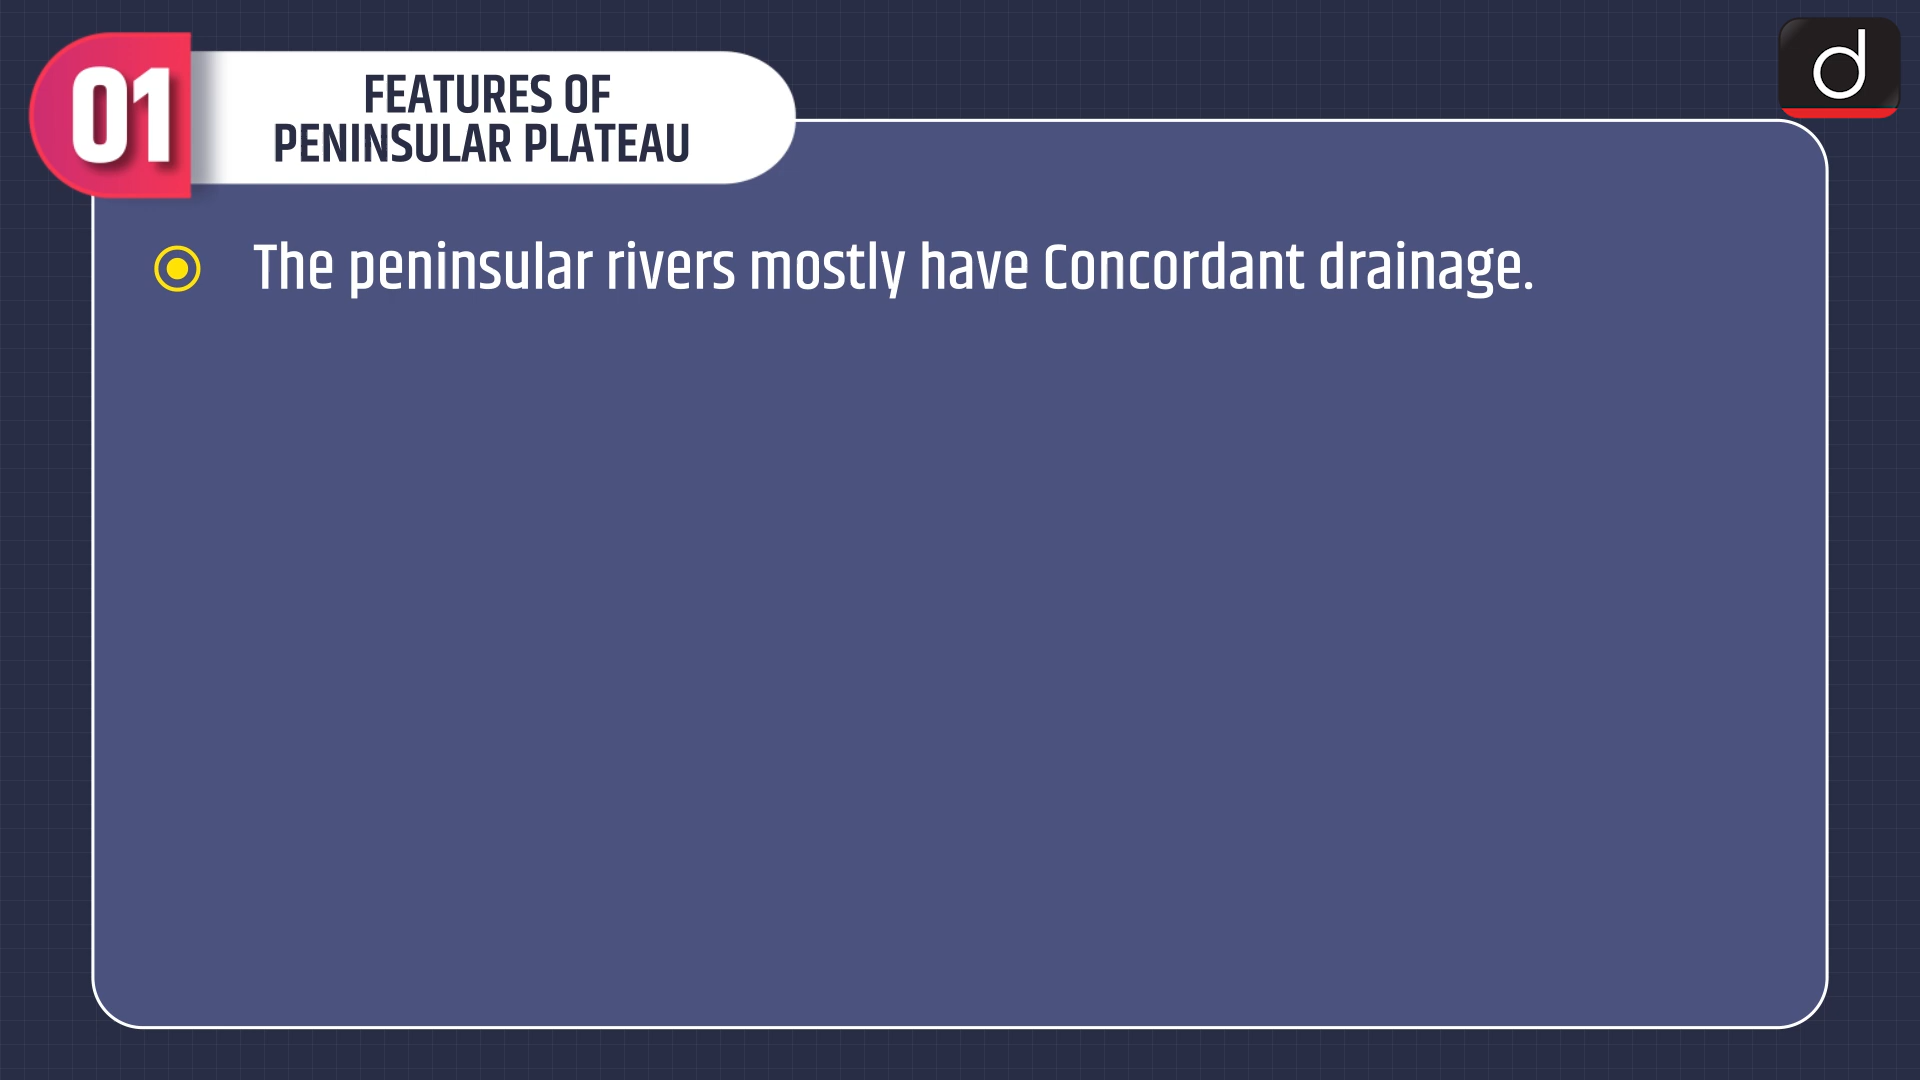 01
FEATURES OF
PENINSULAR PLATEAU
d
The peninsular rivers mostly have Concordant drainage.